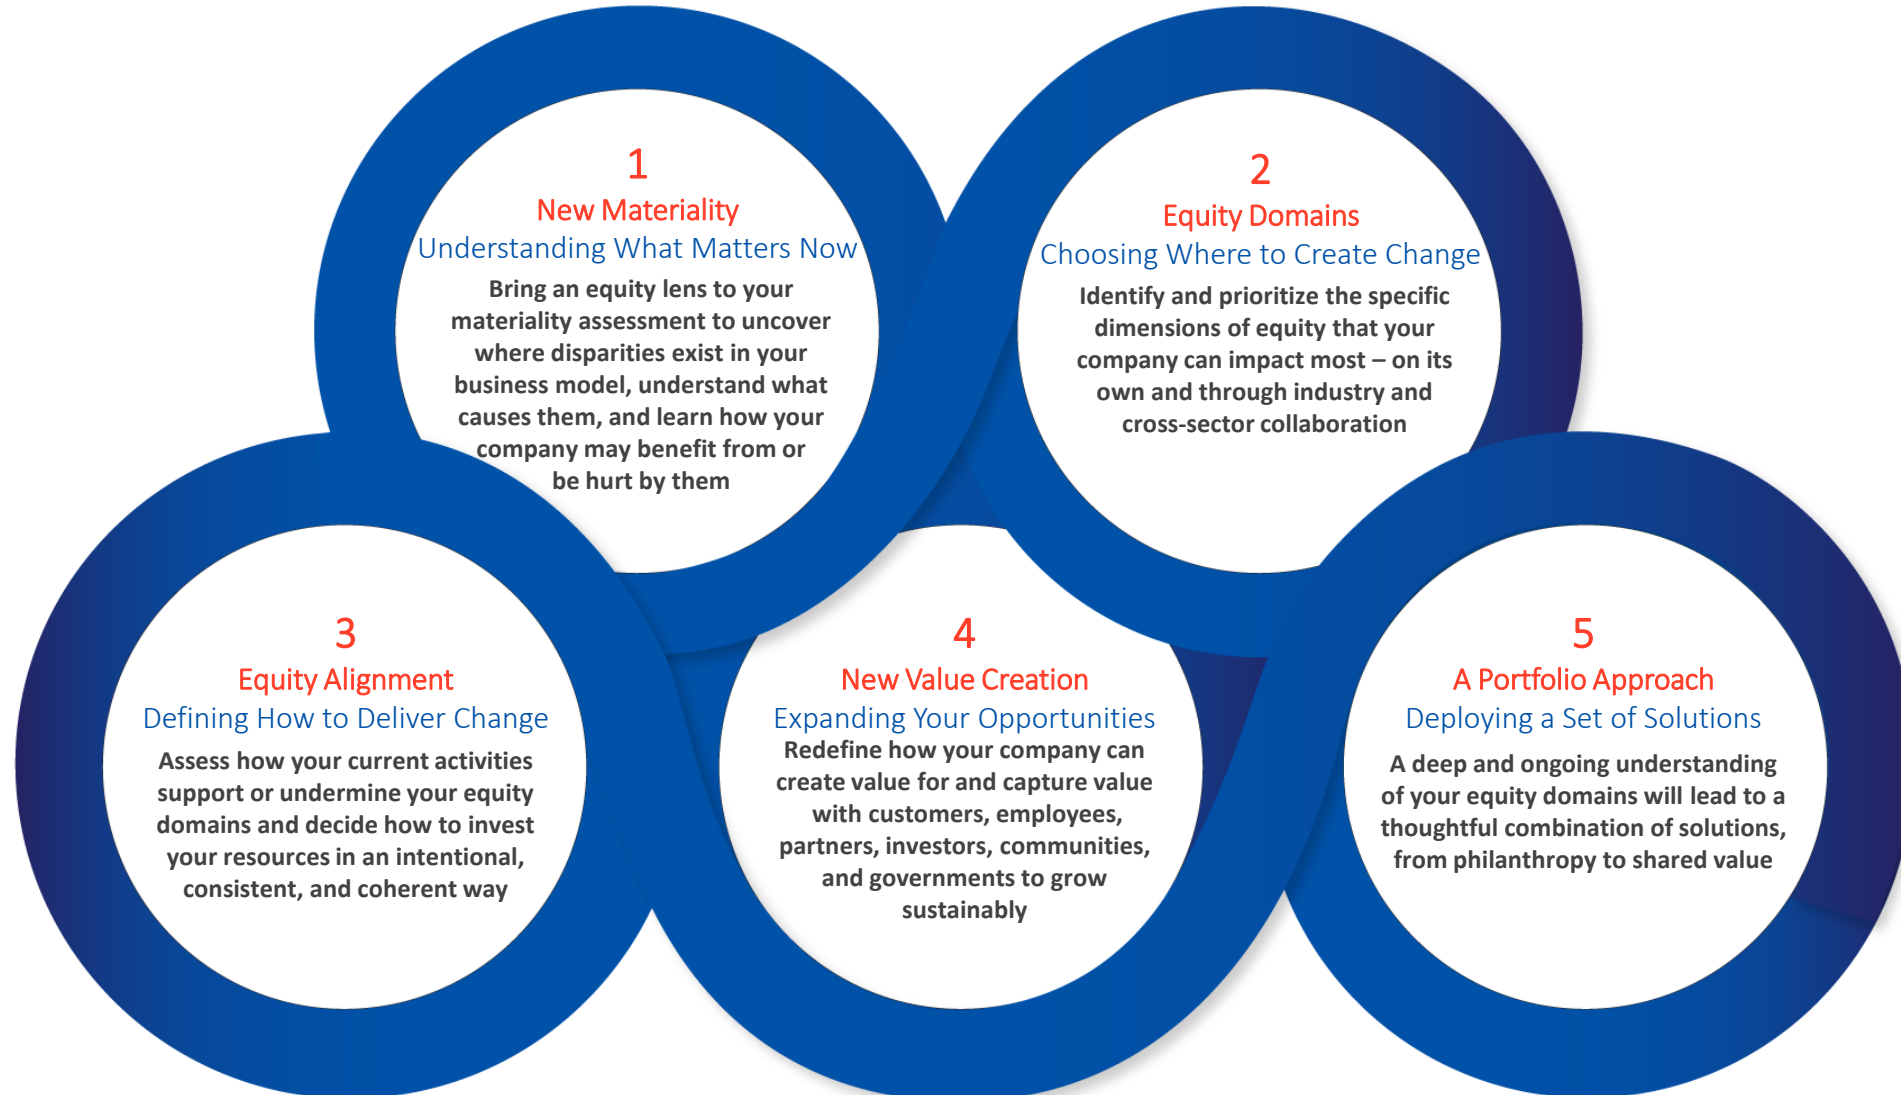 1
New Materiality
Understanding What Matters Now
Bring an equity lens to your
materiality assessment to uncover
where disparities exist in your
business model, understand what
causes them, and learn how your
company may benefit from or
be hurt by them
2
Equity Domains
Choosing Where to Create Change
Identify and prioritize the specific
dimensions of equity that your
company can impact most – on its
own and through industry and
cross-sector collaboration
3
Equity Alignment
Defining How to Deliver Change
Assess how your current activities
support or undermine your equity
domains and decide how to invest
your resources in an intentional,
consistent, and coherent way
4
New Value Creation
Expanding Your Opportunities
Redefine how your company can
create value for and capture value
with customers, employees,
partners, investors, communities,
and governments to grow
sustainably
5
A Portfolio Approach
Deploying a Set of Solutions
A deep and ongoing understanding
of your equity domains will lead to a
thoughtful combination of solutions,
from philanthropy to shared value